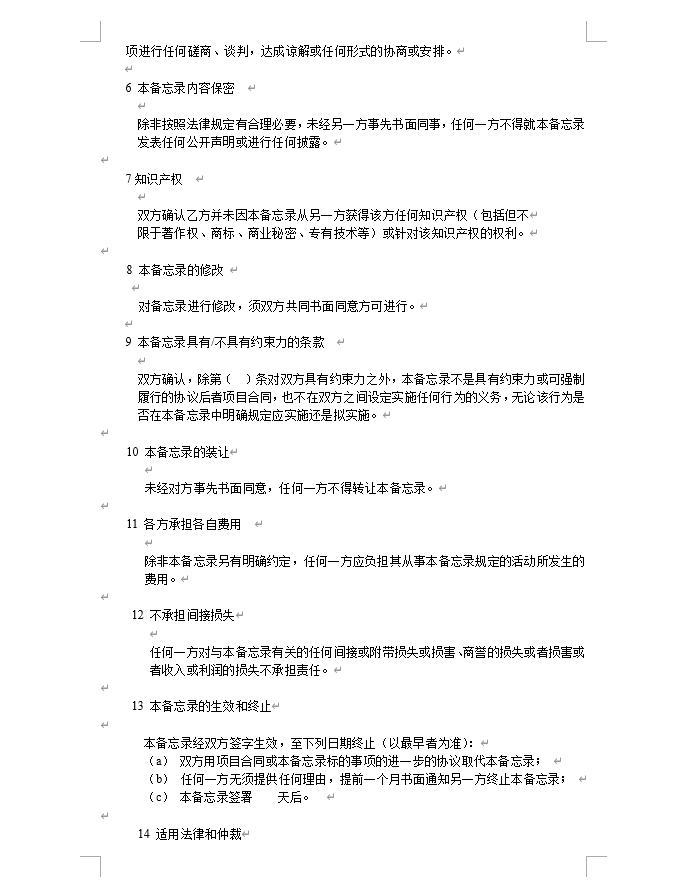 项进行任何磋商、谈判，达成谅解或任何形式的协商或安排。
6 本备忘录内容保密
除非按照法律规定有合理必要，未经另一方事先书面同事，任何一方不得就本备忘录
发表任何公开声明或进行任何披露。
7 知识产权
双方确认乙方并未因本备忘录从另一方获得该方任何知识产权（包括但不
限于著作权、商标、商业秘密、专有技术等）或针对该知识产权的权利。
8 本备忘录的修改
对备忘录进行修改，须双方共同书面同意方可进行。
9 本备忘录具有/不具有约束力的条款
双方确认，除第（ ）条对双方具有约束力之外，本备忘录不是具有约束力或可强制
履行的协议后者项目合同，也不在双方之间设定实施任何行为的义务，无论该行为是
否在本备忘录中明确规定应实施还是拟实施。
10 本备忘录的装让
未经对方事先书面同意，任何一方不得转让本备忘录。
11 各方承担各自费用
除非本备忘录另有明确约定，任何一方应负担其从事本备忘录规定的活动所发生的
费用。
12 不承担间接损失
任何一方对与本备忘录有关的任何间接或附带损失或损害、商誉的损失或者损害或
者收入或利润的损失不承担责任。
13 本备忘录的生效和终止
本备忘录经双方签字生效，至下列日期终止（以最早者为准）：
（a） 双方用项目合同或本备忘录标的事项的进一步的协议取代本备忘录；
（b） 任何一方无须提供任何理由，提前一个月书面通知另一方终止本备忘录；
（c） 本备忘录签署 天后。
14 适用法律和仲裁